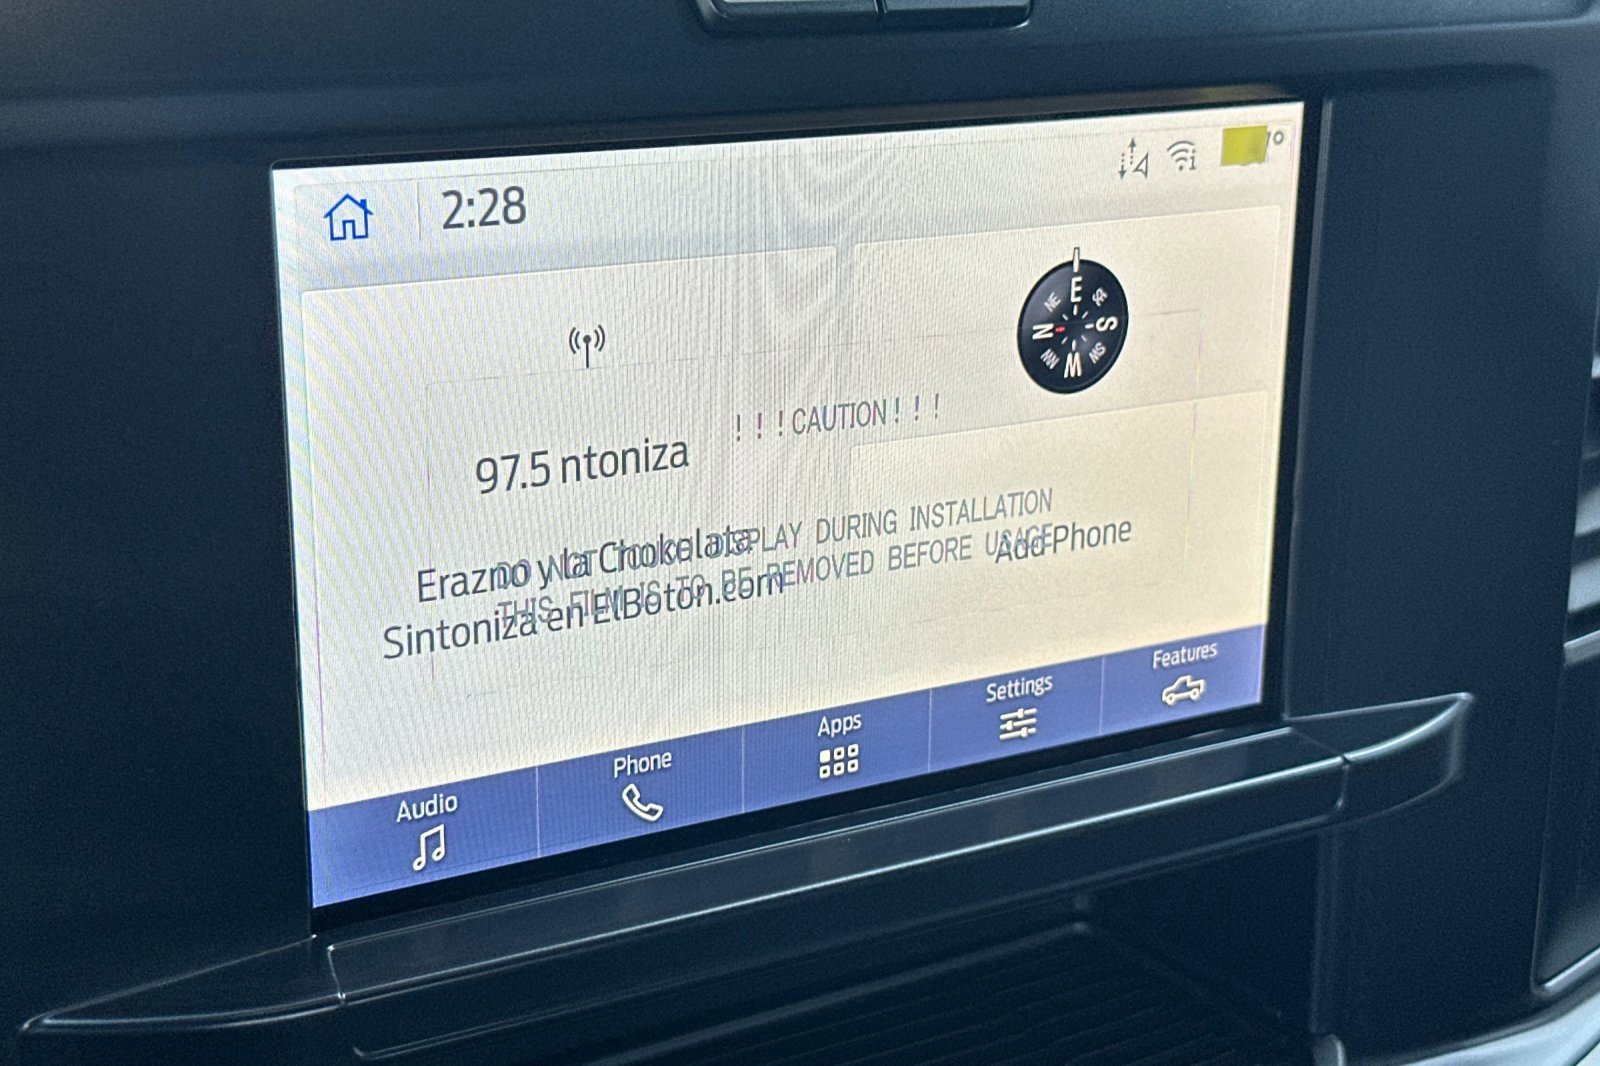 2:28
E
NE
SE
N
S
NW
SW
W
!!!CAUTION!!!
97.5 ntoniza
DO NOT TOUCH DISPLAY DURING INSTALLATION
THIS FILM IS TO BE REMOVED BEFORE USAGE
Erazno y la Chokolata
Sintoniza en ElBoton.com
Add Phone
Audio
Phone
Apps
Settings
Features